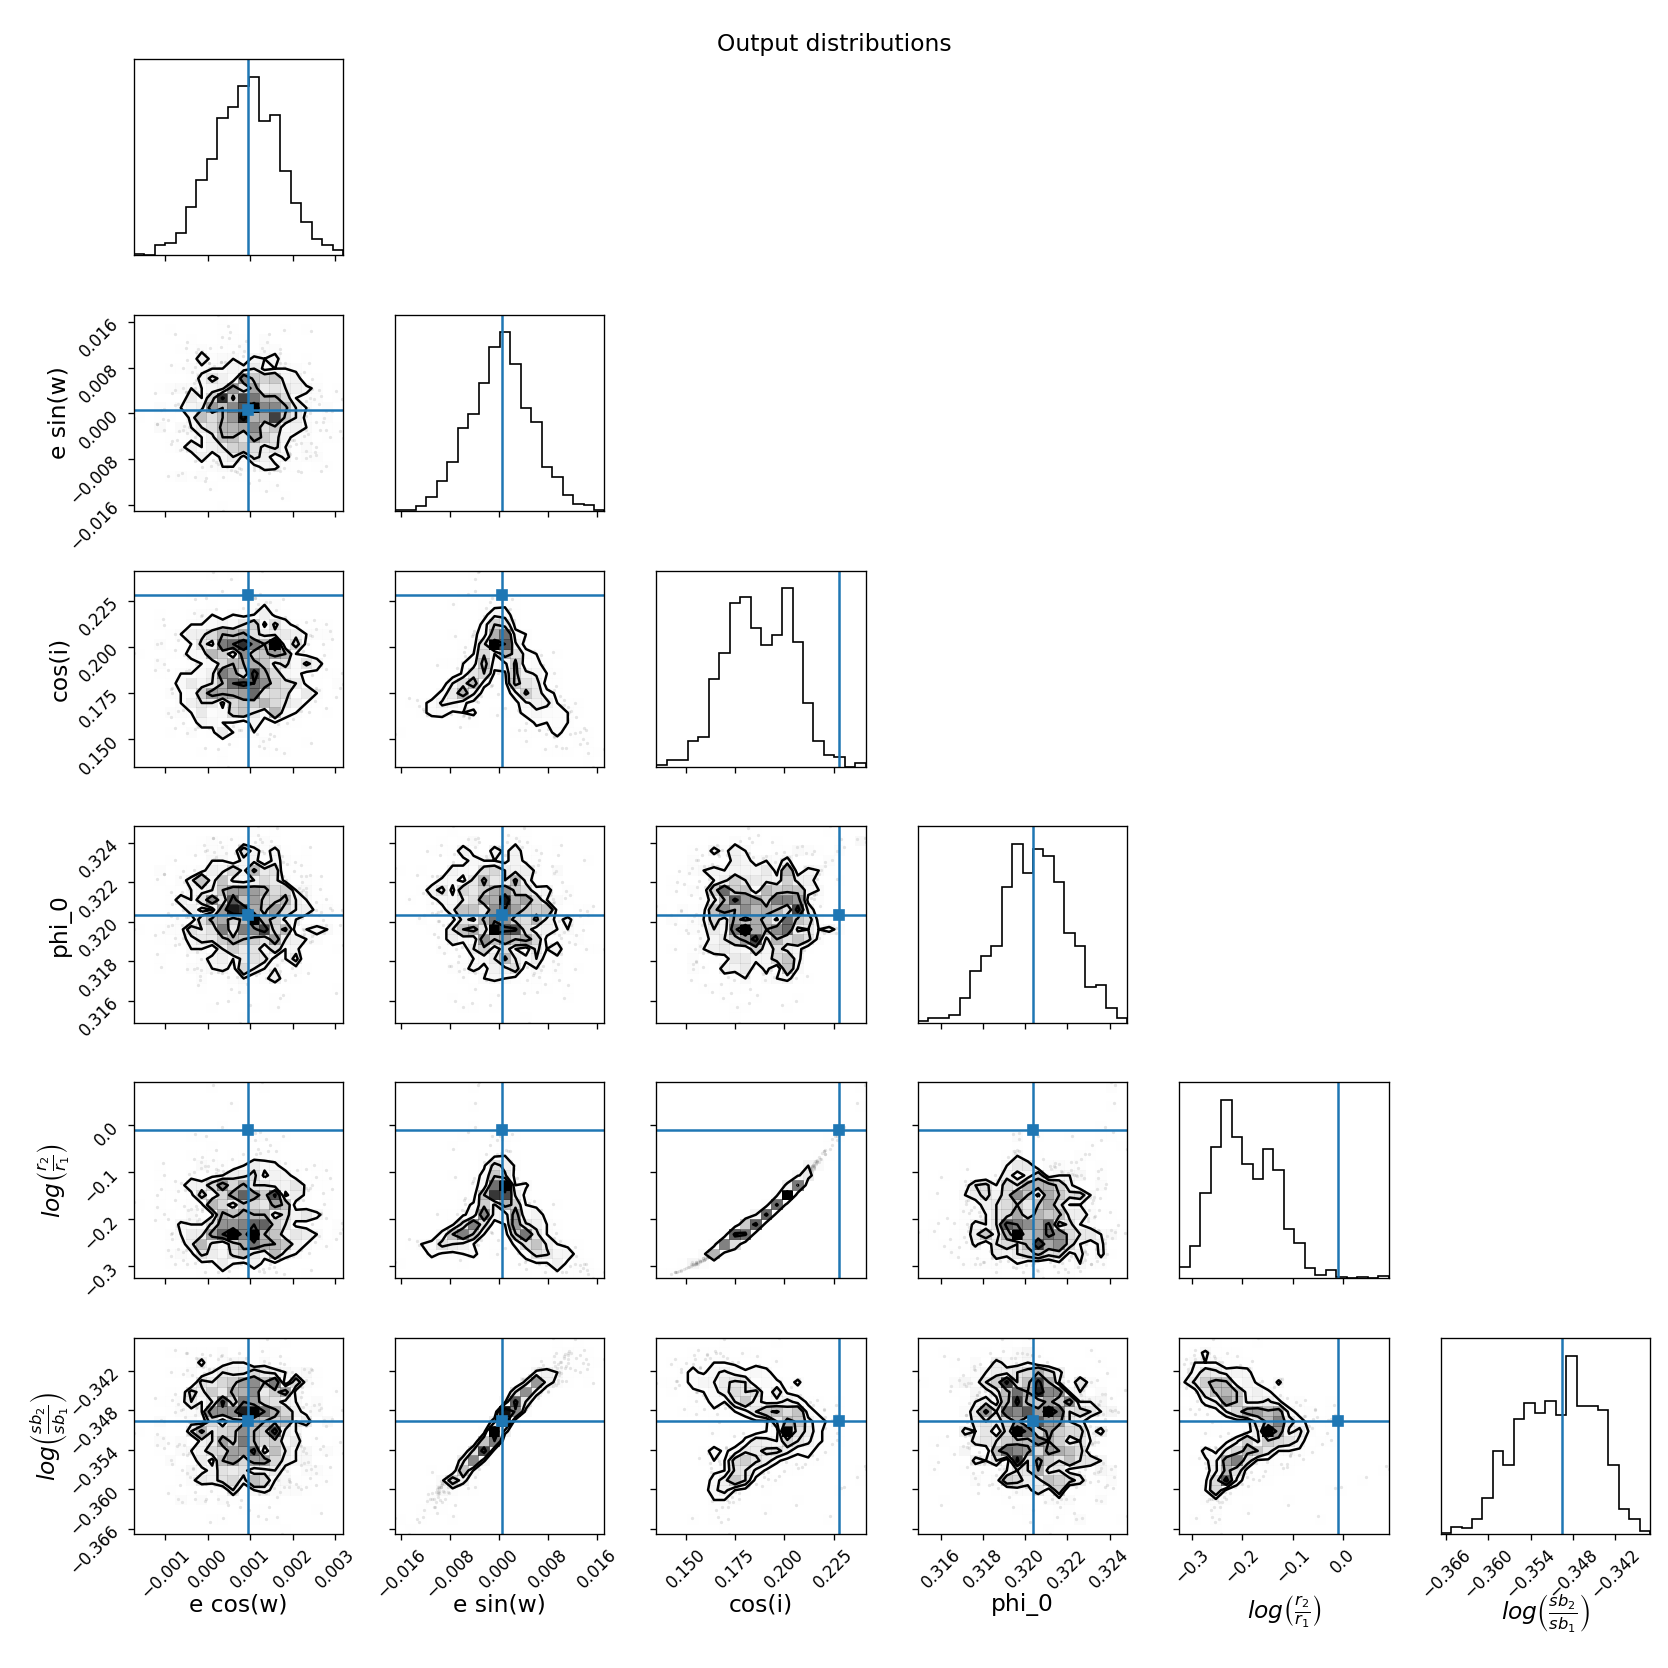 Output distributions
e sin(w)
0.016
0.008
0.000
−0.008
−0.016
cos(i)
0.225
0.200
0.175
0.150
phi_0
0.324
0.322
0.320
0.318
0.316
log(r2/r1)
0.0
−0.1
−0.2
−0.3
log(sb2/sb1)
−0.342
−0.348
−0.354
−0.360
−0.366
−0.001 0.000 0.001 0.002 0.003
−0.016 −0.008 0.000 0.008 0.016
0.150 0.175 0.200 0.225
0.316 0.318 0.320 0.322 0.324
−0.3 −0.2 −0.1 0.0
−0.366 −0.360 −0.354 −0.348 −0.342
e cos(w)
e sin(w)
cos(i)
phi_0
log(r2/r1)
log(sb2/sb1)